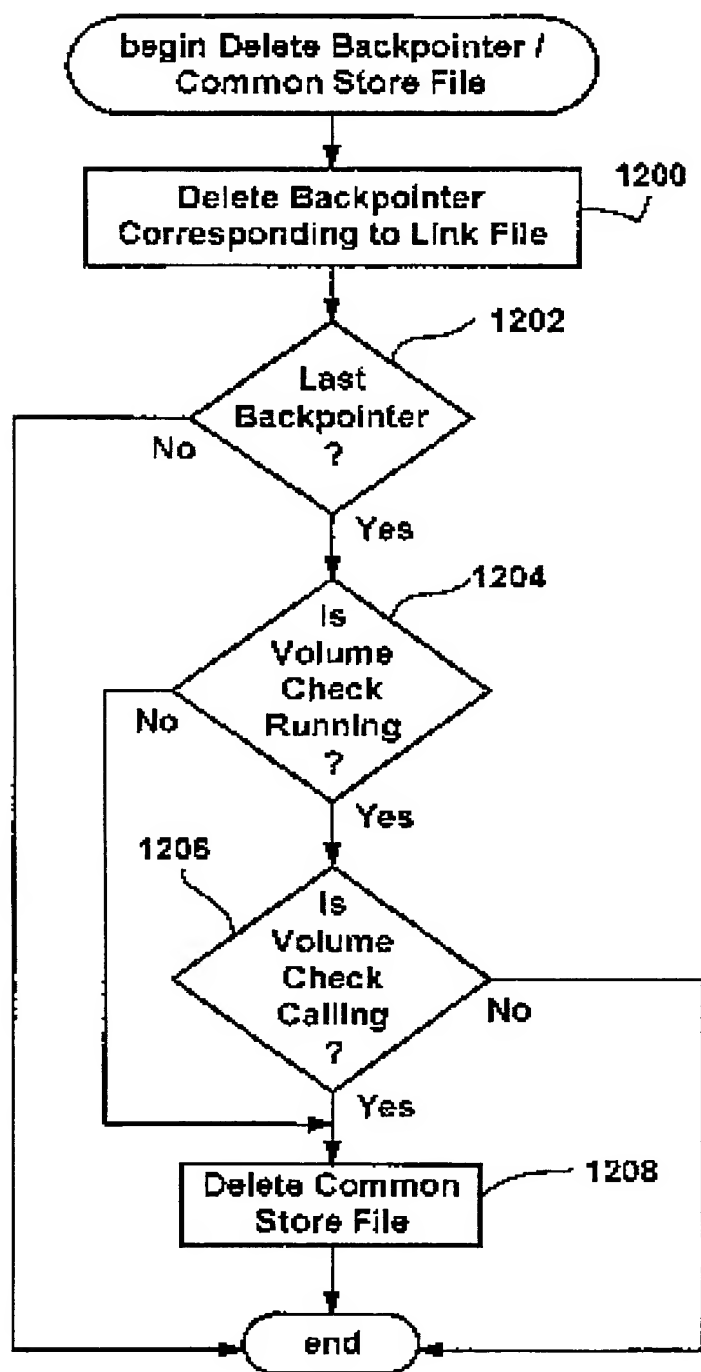 begin Delete Backpointer /
Common Store File
Delete Backpointer
Corresponding to Link File
1200
1202
Last
Backpointer
?
No
Yes
1204
Is
Volume
Check
Running
?
No
Yes
1206
Is
Volume
Check
Calling
?
No
Yes
Delete Common
Store File
1208
end